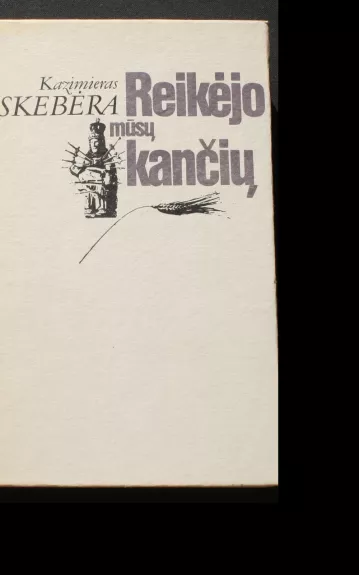 Kazimieras
SKEBĖRA
Reikėjo
mūsų
kančių